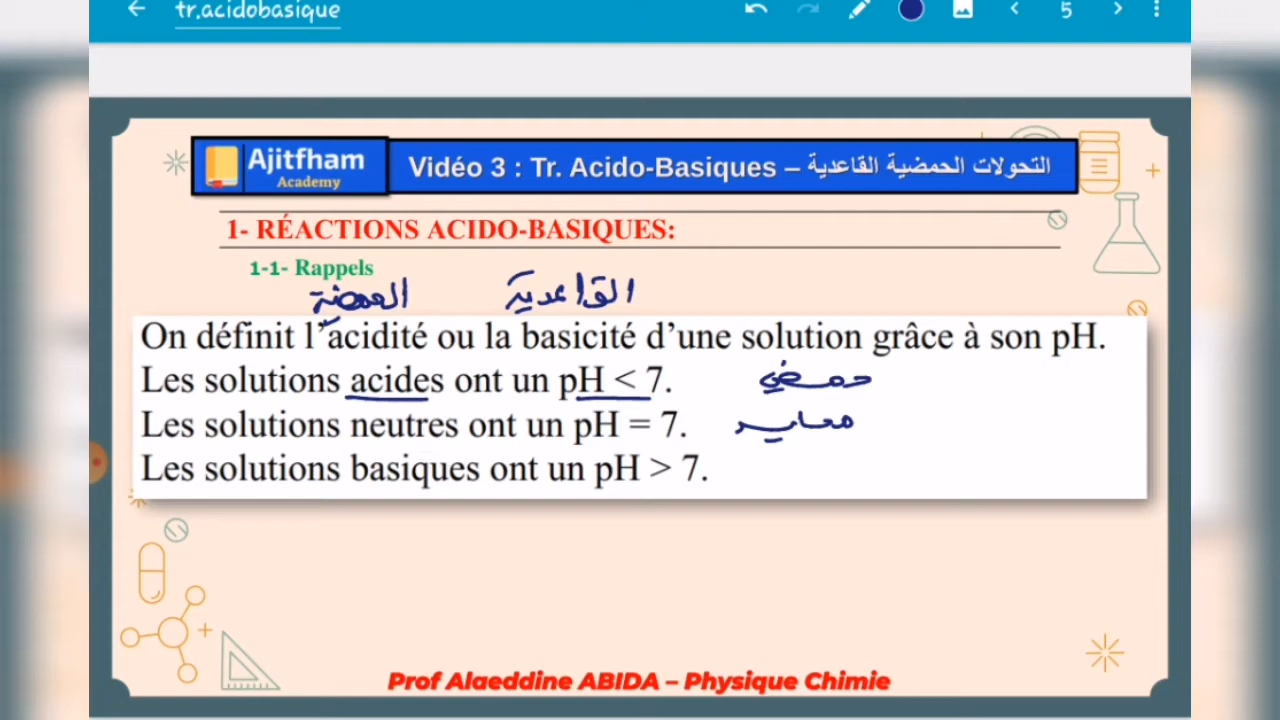 tr.acidobasique
5
Ajitfham
Academy
Vidéo 3 : Tr. Acido-Basiques – التحولات الحمضية القاعدية
1- RÉACTIONS ACIDO-BASIQUES:
1-1- Rappels
الحمضية القاعدية
On définit l’acidité ou la basicité d’une solution grâce à son pH.
Les solutions acides ont un pH < 7. حمضي
Les solutions neutres ont un pH = 7.
Les solutions basiques ont un pH > 7.
Prof Alaeddine ABIDA – Physique Chimie